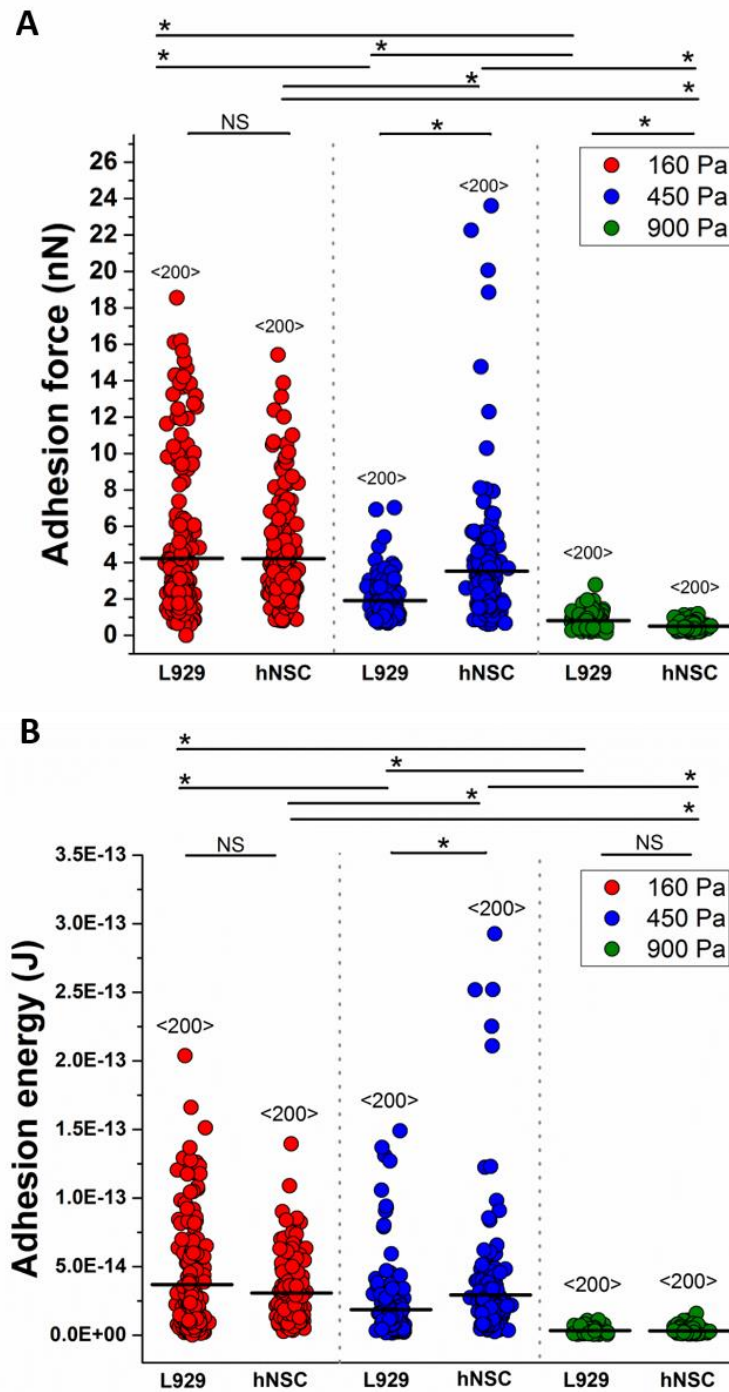 A
*
*
*
*
*
*
NS
*
*
Adhesion force (nN)
26
24
22
20
18
16
14
12
10
8
6
4
2
0
<200>
<200>
<200>
<200>
<200>
<200>
160 Pa
450 Pa
900 Pa
L929 hNSC L929 hNSC L929 hNSC
B
*
*
*
*
*
*
NS
*
NS
Adhesion energy (J)
3.5E-13
3.0E-13
2.5E-13
2.0E-13
1.5E-13
1.0E-13
5.0E-14
0.0E+00
<200>
<200>
<200>
<200>
<200>
<200>
160 Pa
450 Pa
900 Pa
L929 hNSC L929 hNSC L929 hNSC